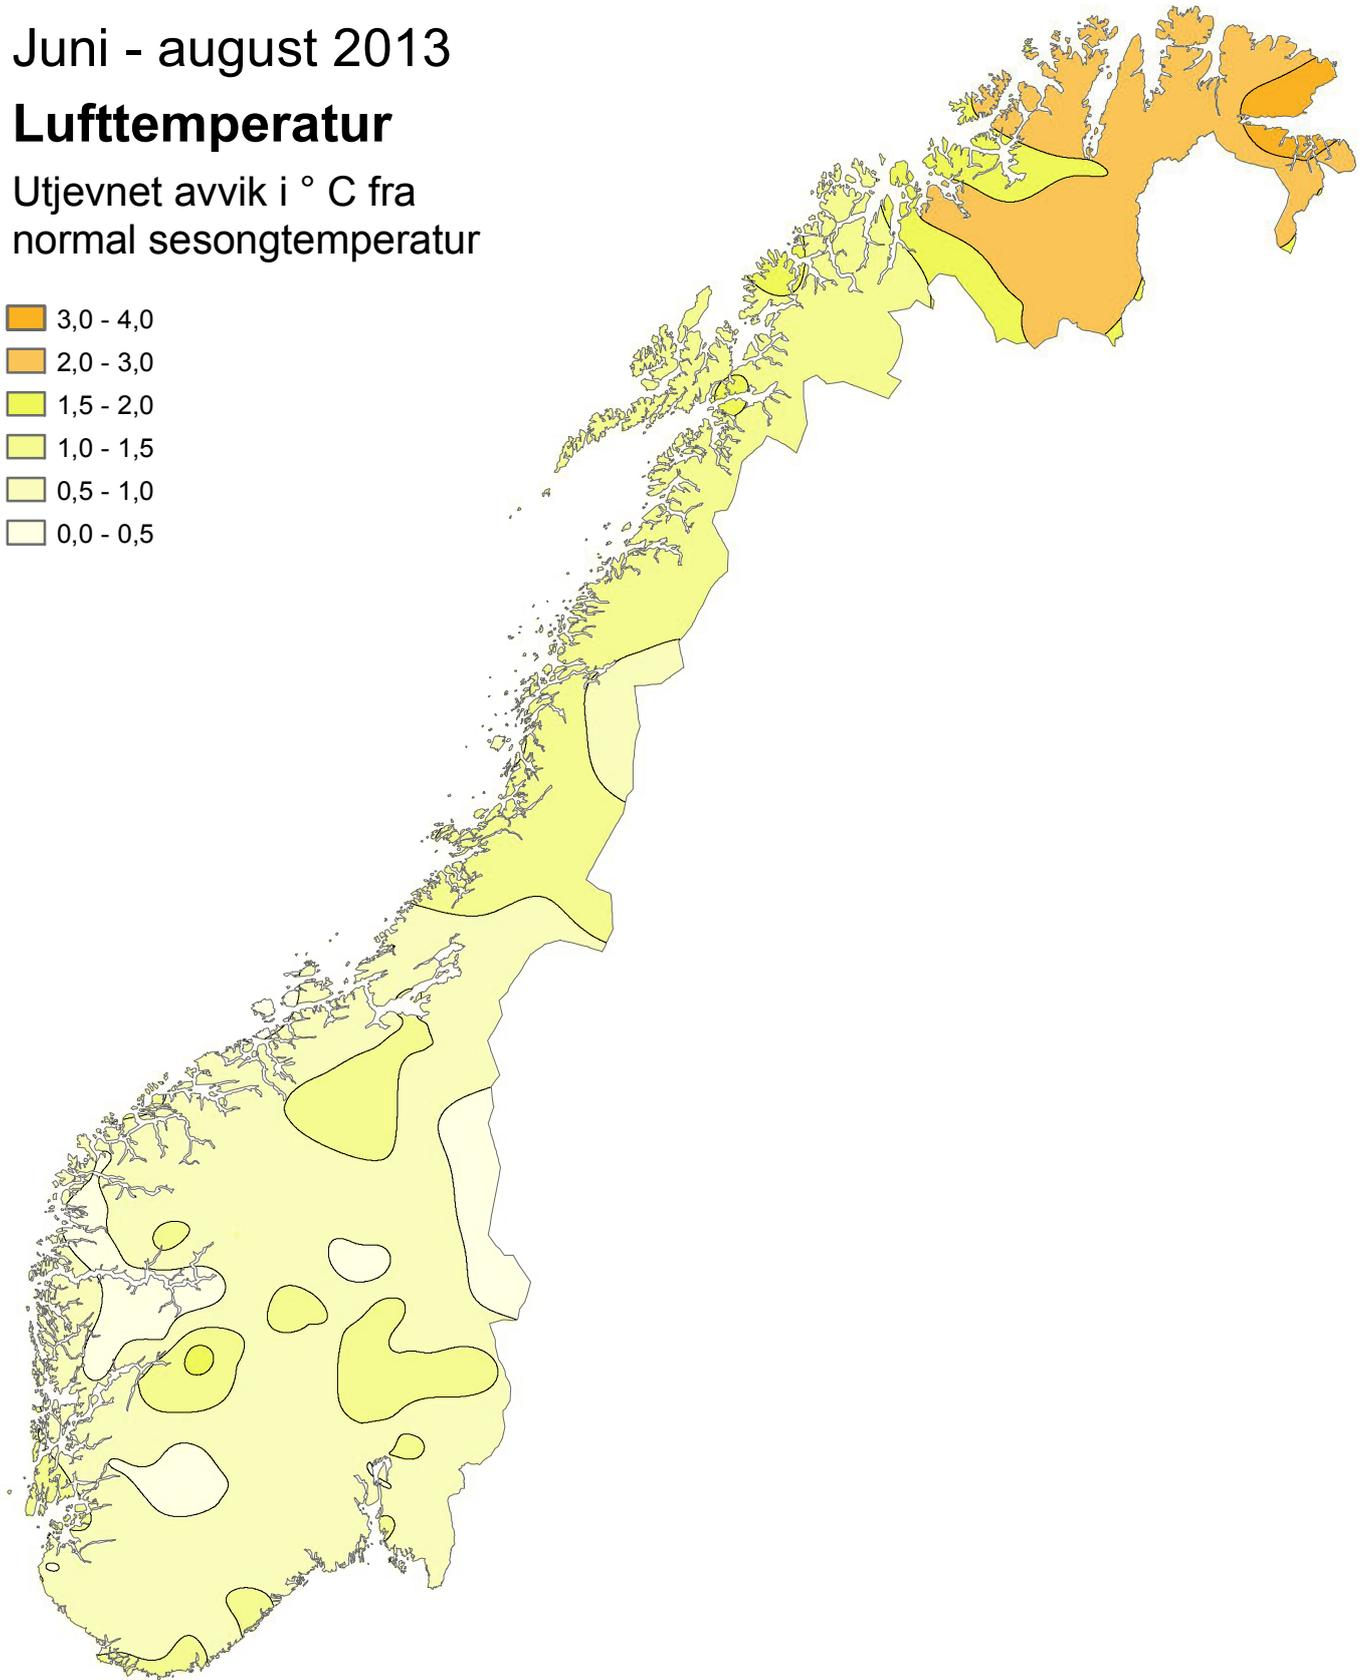 Juni - august 2013
Lufttemperatur
Utjevnet avvik i ° C fra
normal sesongtemperatur
3,0 - 4,0
2,0 - 3,0
1,5 - 2,0
1,0 - 1,5
0,5 - 1,0
0,0 - 0,5